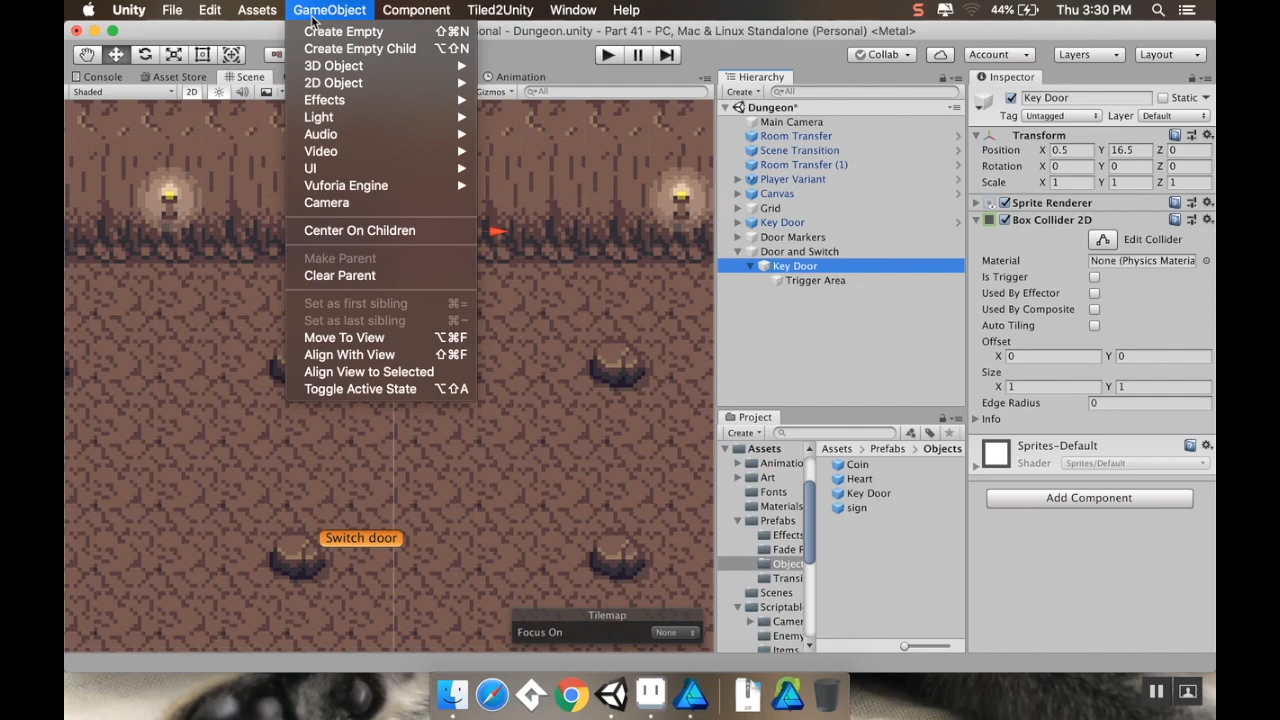 Unity File Edit Assets GameObject Component Tiled2Unity Window Help 44% Thu 3:30 PM
onal - Dungeon.unity - Part 41 - PC, Mac & Linux Standalone (Personal) <Metal>
Collab Account Layers Layout
Console Asset Store Scene Animation
Shaded 2D Gizmos All
Create Empty ⇧⌘N
Create Empty Child ⌥⇧N
3D Object
2D Object
Effects
Light
Audio
Video
UI
Vuforia Engine
Camera
Center On Children
Make Parent
Clear Parent
Set as first sibling ⌘=
Set as last sibling ⌘-
Move To View ⌥⌘F
Align With View ⇧⌘F
Align View to Selected
Toggle Active State ⌥⇧A
Switch door
Tilemap
Focus On None
Hierarchy
Create All
Dungeon*
Main Camera
Room Transfer
Scene Transition
Room Transfer (1)
Player Variant
Canvas
Grid
Key Door
Door Markers
Door and Switch
Key Door
Trigger Area
Project
Create
Assets
Animatio
Art
Fonts
Materials
Prefabs
Effects
Fade P
Object
Transi
Scenes
Scriptab
Camer
Enemy
Items
Assets Prefabs Objects
Coin
Heart
Key Door
sign
Inspector
Key Door Static
Tag Untagged Layer Default
Transform
Position X 0.5 Y 16.5 Z 0
Rotation X 0 Y 0 Z 0
Scale X 1 Y 1 Z 1
Sprite Renderer
Box Collider 2D
Edit Collider
Material None (Physics Materia
Is Trigger
Used By Effector
Used By Composite
Auto Tiling
Offset
X 0 Y 0
Size
X 1 Y 1
Edge Radius 0
Info
Sprites-Default
Shader Sprites/Default
Add Component